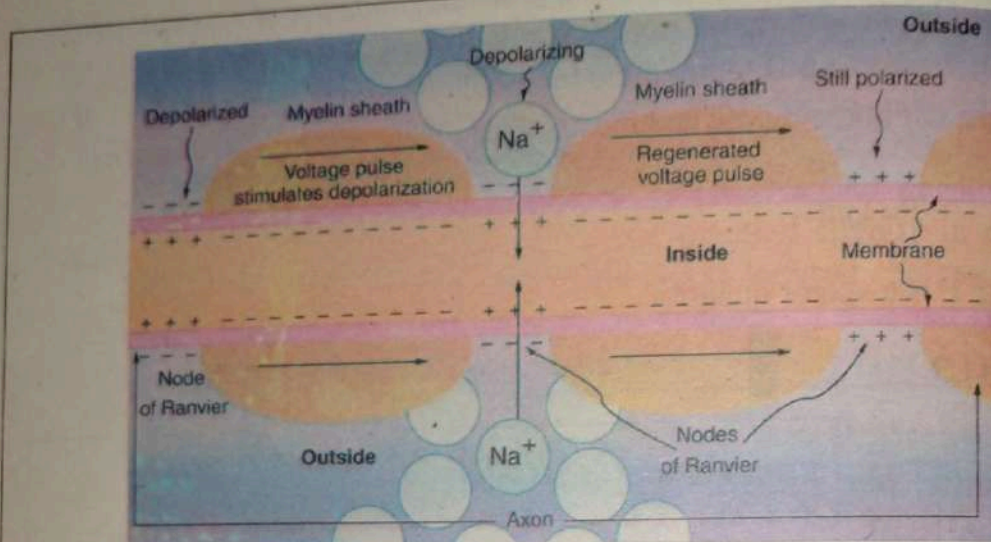 Outside
Depolarizing
Depolarized
Myelin sheath
Na+
Myelin sheath
Still polarized
Voltage pulse
stimulates depolarization
Regenerated
voltage pulse
- - -
- - -
+ + +
+ + +
- - - - - - - - - - - - - - -
+ + +
- - - - - - - - - - - - - - - - - -
Inside
Membrane
+ + +
- - - - - - - - - - - - - - -
+ + +
- - - - - - - - - - - - - - - - - -
- - -
- - -
+ + +
Node
of Ranvier
Outside
Na+
Nodes
of Ranvier
Axon